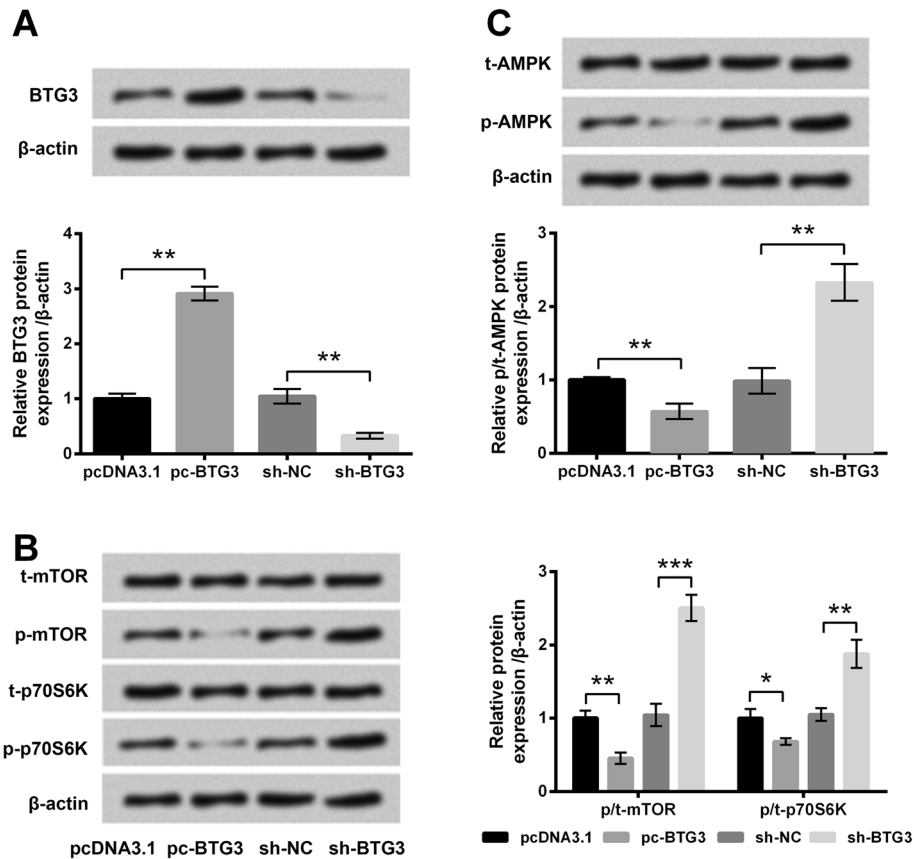 A
BTG3
β-actin
Relative BTG3 protein
expression /β-actin
4
3
2
1
0
**
**
pcDNA3.1 pc-BTG3 sh-NC sh-BTG3
C
t-AMPK
p-AMPK
β-actin
Relative p/t-AMPK protein
expression /β-actin
3
2
1
0
**
**
pcDNA3.1 pc-BTG3 sh-NC sh-BTG3
B
t-mTOR
p-mTOR
t-p70S6K
p-p70S6K
β-actin
pcDNA3.1 pc-BTG3 sh-NC sh-BTG3
Relative protein
expression /β-actin
3
2
1
0
**
***
*
**
p/t-mTOR p/t-p70S6K
pcDNA3.1 pc-BTG3 sh-NC sh-BTG3